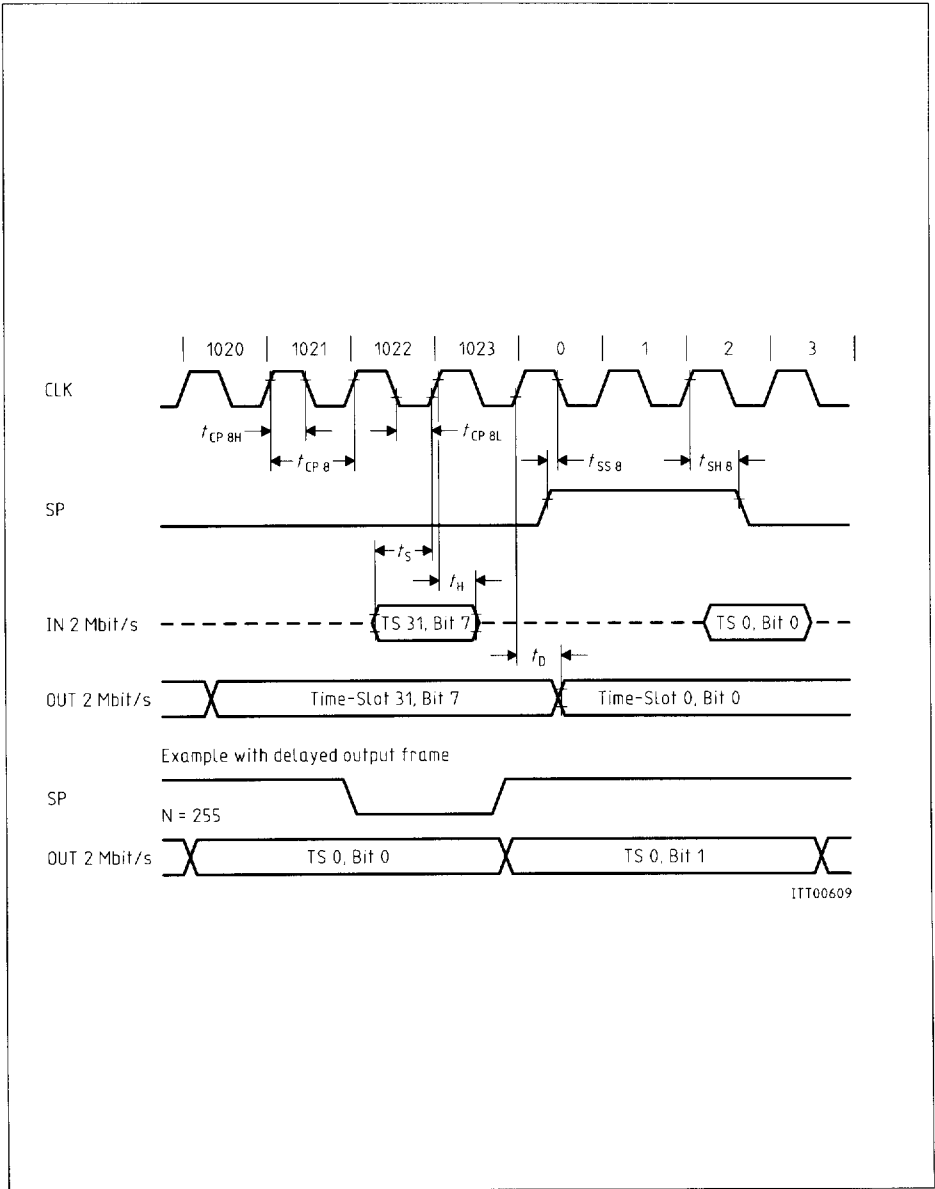 1020 1021 1022 1023 0 1 2 3
CLK
tCP 8H tCP 8L
tCP 8 tSS 8 tSH 8
SP
tS
tH
IN 2 Mbit/s TS 31, Bit 7 TS 0, Bit 0
tD
OUT 2 Mbit/s Time-Slot 31, Bit 7 Time-Slot 0, Bit 0
Example with delayed output frame
SP
N = 255
OUT 2 Mbit/s TS 0, Bit 0 TS 0, Bit 1
ITT00609